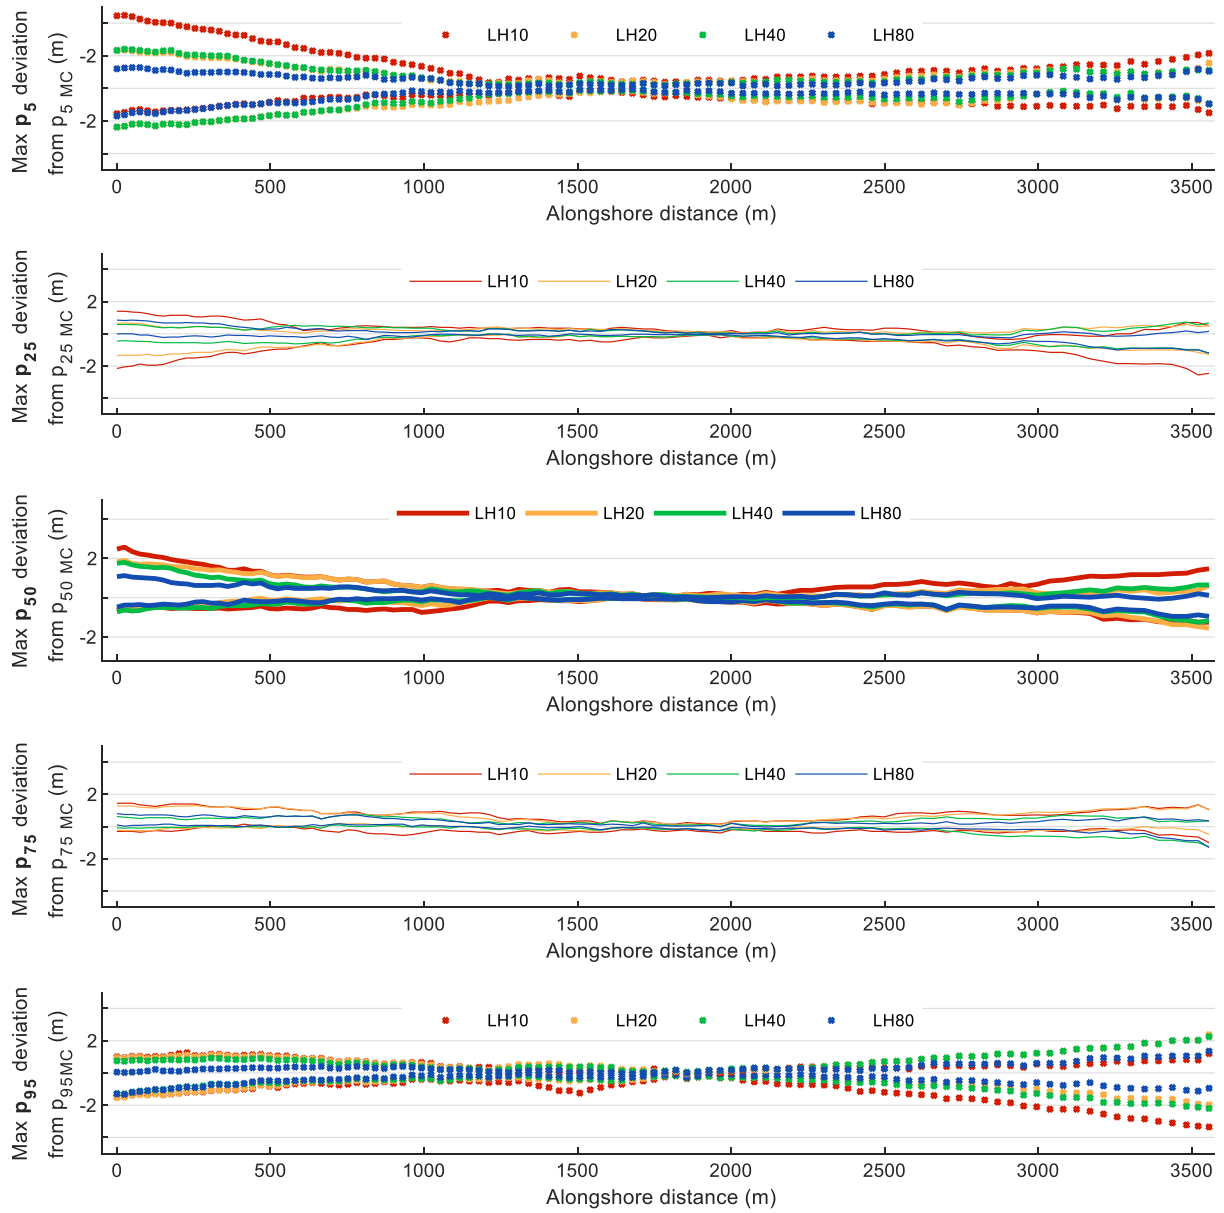 Max p5 deviation
from p5 MC (m)
-2
-2
LH10 LH20 LH40 LH80
0 500 1000 1500 2000 2500 3000 3500
Alongshore distance (m)
Max p25 deviation
from p25 MC (m)
2
-2
LH10 LH20 LH40 LH80
0 500 1000 1500 2000 2500 3000 3500
Alongshore distance (m)
Max p50 deviation
from p50 MC (m)
2
-2
LH10 LH20 LH40 LH80
0 500 1000 1500 2000 2500 3000 3500
Alongshore distance (m)
Max p75 deviation
from p75 MC (m)
2
-2
LH10 LH20 LH40 LH80
0 500 1000 1500 2000 2500 3000 3500
Alongshore distance (m)
Max p95 deviation
from p95MC (m)
2
-2
LH10 LH20 LH40 LH80
0 500 1000 1500 2000 2500 3000 3500
Alongshore distance (m)